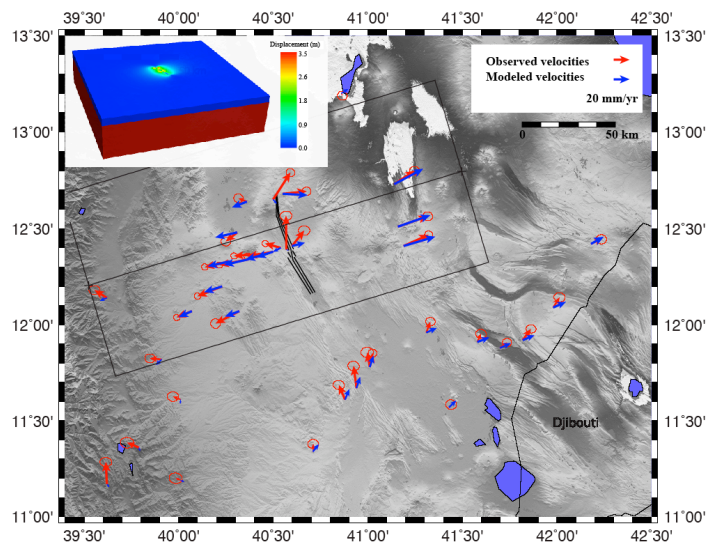 39°30' 40°00' 40°30' 41°00' 41°30' 42°00' 42°30'
13°30' 13°30'
Displacement (m)
3.5
2.6
1.8
0.9
0.0
Observed velocities
Modeled velocities
20 mm/yr
0 50 km
13°00' 13°00'
12°30' 12°30'
12°00' 12°00'
11°30' 11°30'
Djibouti
11°00' 11°00'
39°30' 40°00' 40°30' 41°00' 41°30' 42°00' 42°30'